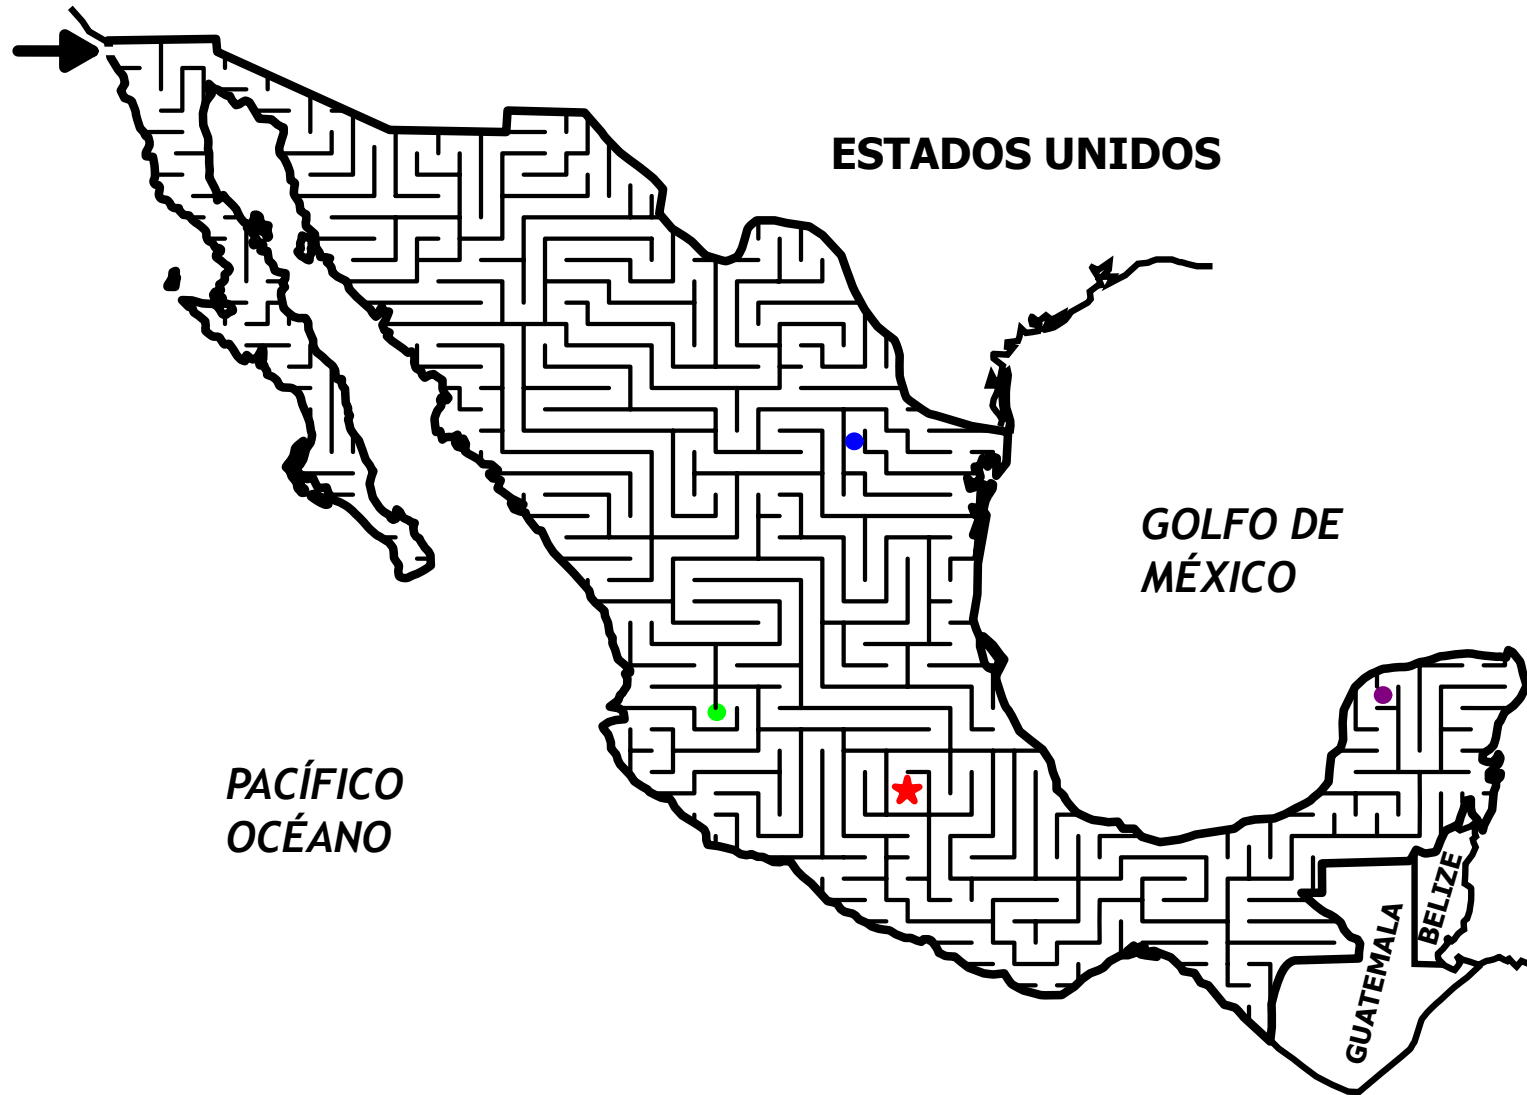 ESTADOS UNIDOS
GOLFO DE
MÉXICO
PACÍFICO
OCÉANO
BELIZE
GUATEMALA